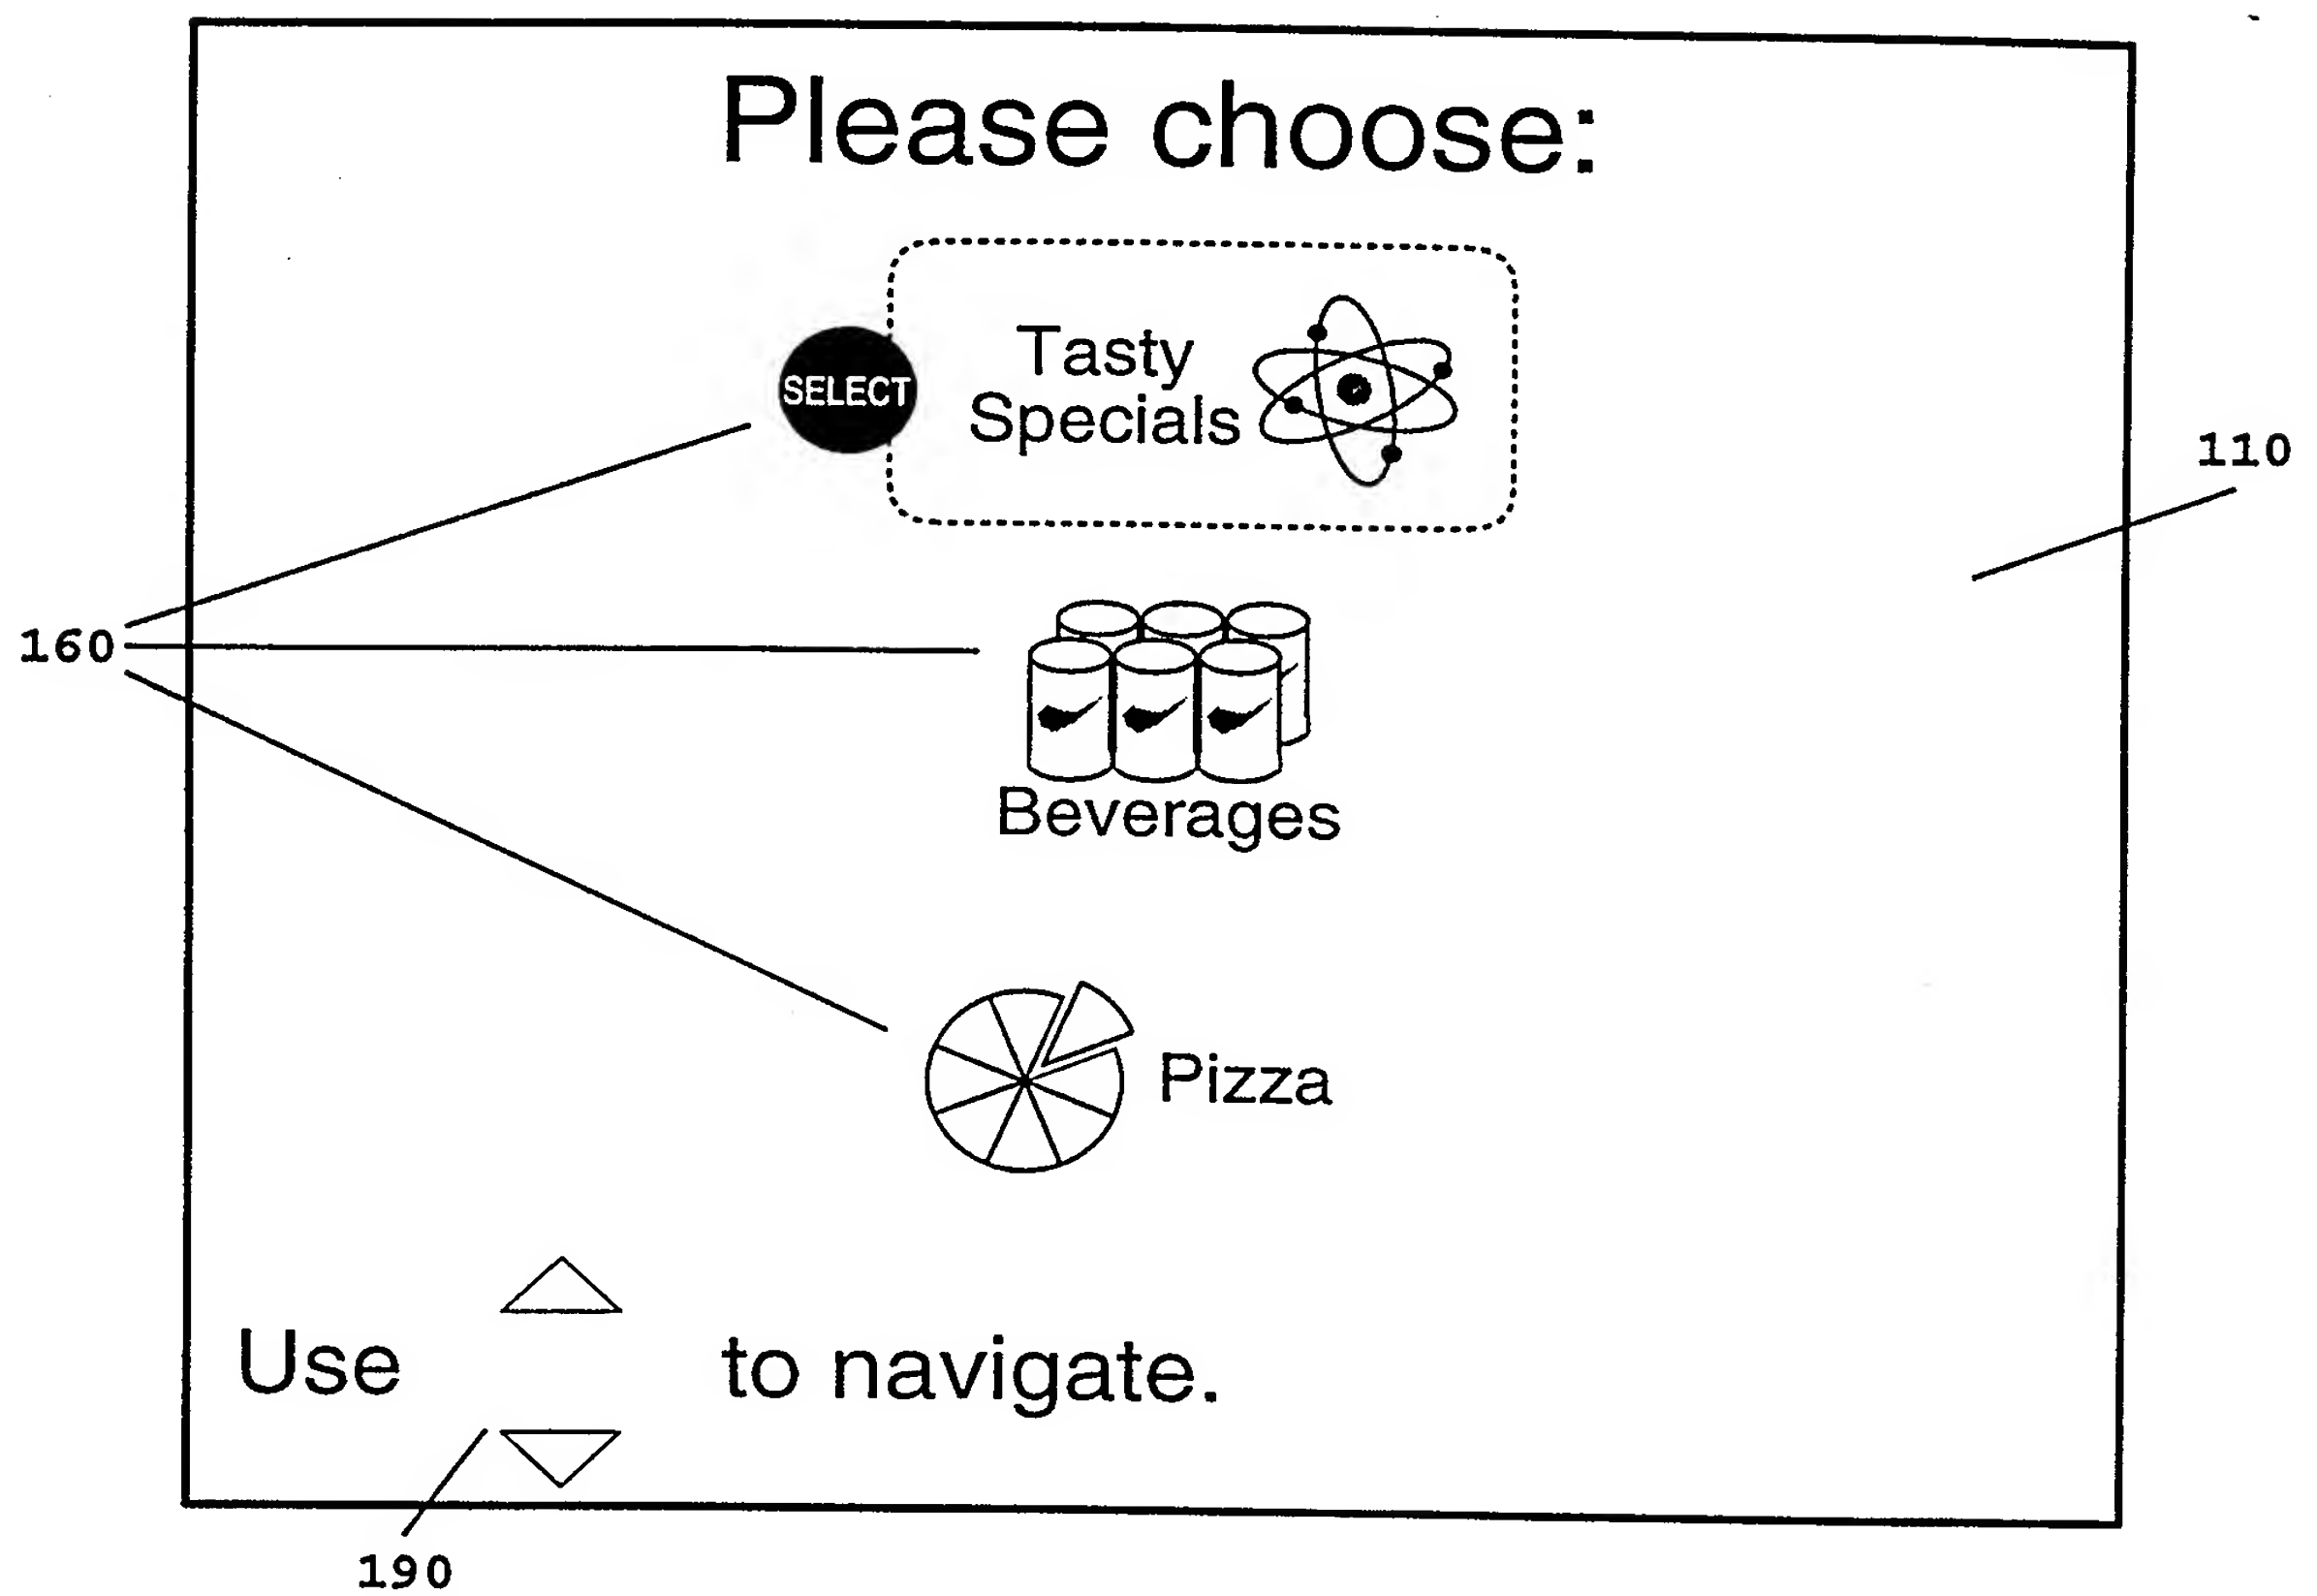 Please choose:
SELECT
Tasty
Specials
110
160
Beverages
Pizza
Use to navigate.
190